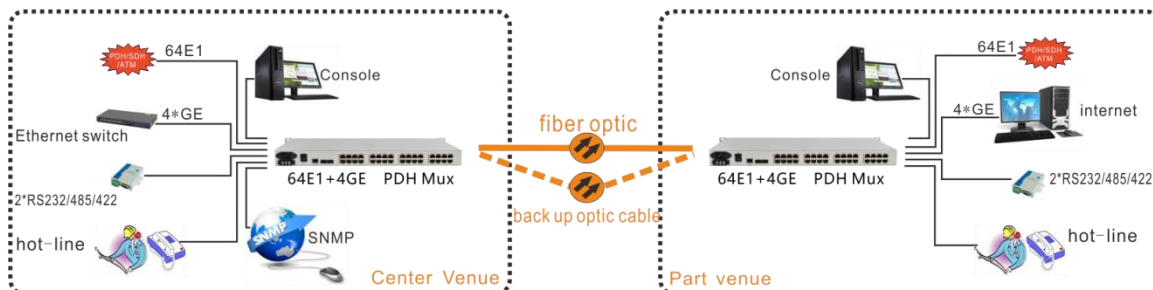 64E1
PDH/SDH
/ATM
Console
4*GE
Ethernet switch
64E1+4GE PDH Mux
2*RS232/485/422
hot-line
SNMP
SNMP
Center Venue
fiber optic
back up optic cable
64E1
PDH/SDH
/ATM
Console
4*GE
internet
64E1+4GE PDH Mux
2*RS232/485/422
hot-line
Part venue